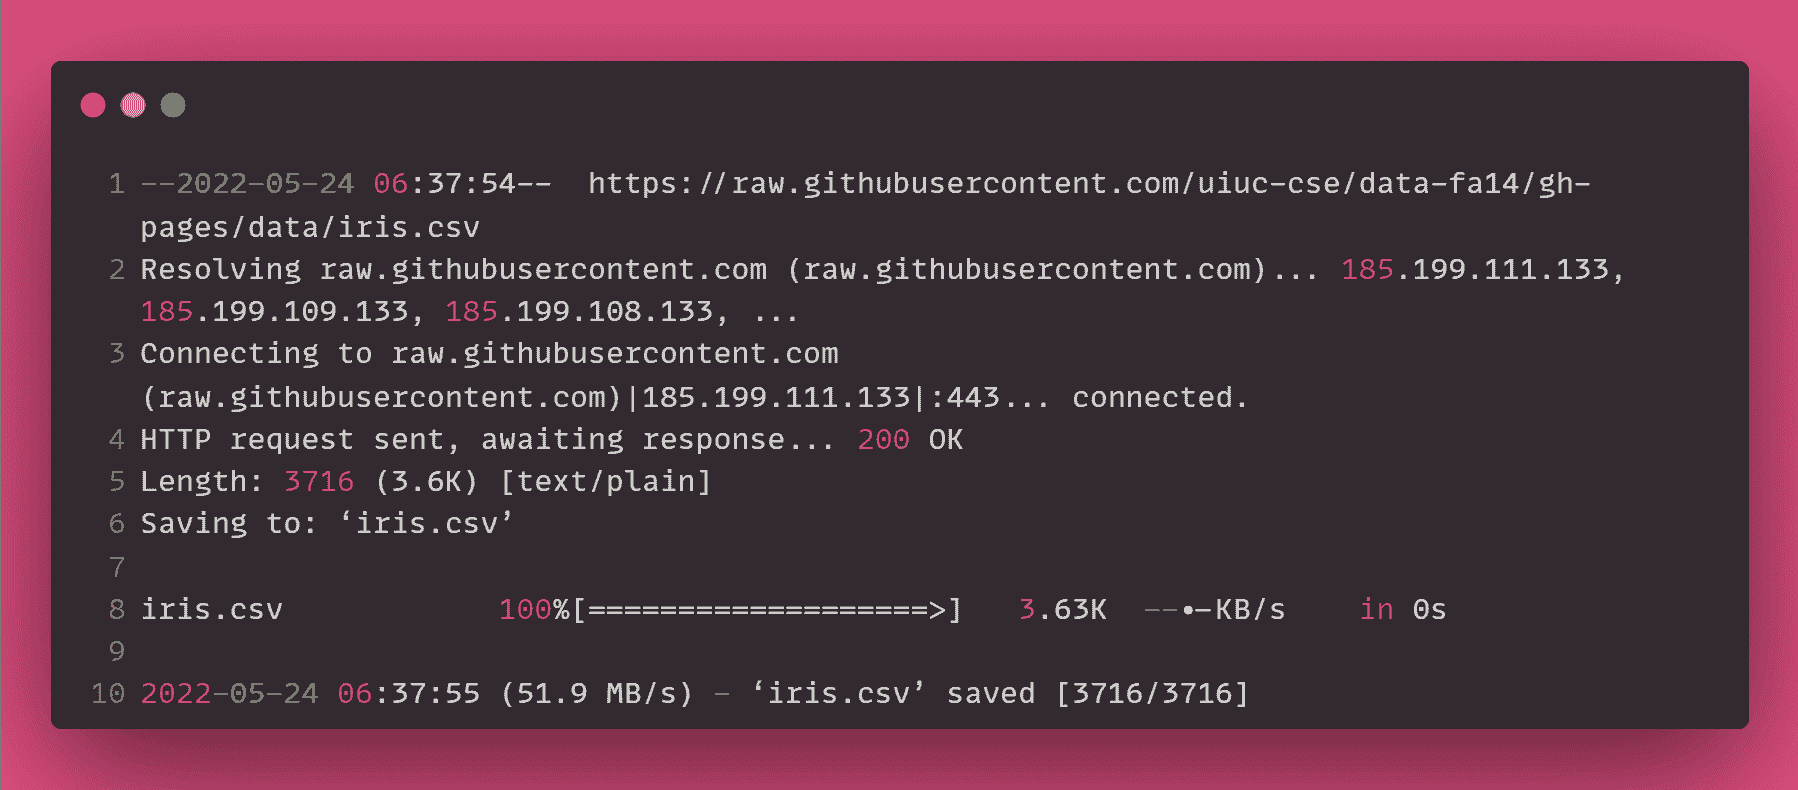 1 --2022-05-24 06:37:54--  https://raw.githubusercontent.com/uiuc-cse/data-fa14/gh-
pages/data/iris.csv
2 Resolving raw.githubusercontent.com (raw.githubusercontent.com)... 185.199.111.133,
185.199.109.133, 185.199.108.133, ...
3 Connecting to raw.githubusercontent.com
(raw.githubusercontent.com)|185.199.111.133|:443... connected.
4 HTTP request sent, awaiting response... 200 OK
5 Length: 3716 (3.6K) [text/plain]
6 Saving to: ‘iris.csv’
7
8 iris.csv            100%[===================>]   3.63K  --•-KB/s    in 0s
9
10 2022-05-24 06:37:55 (51.9 MB/s) - ‘iris.csv’ saved [3716/3716]